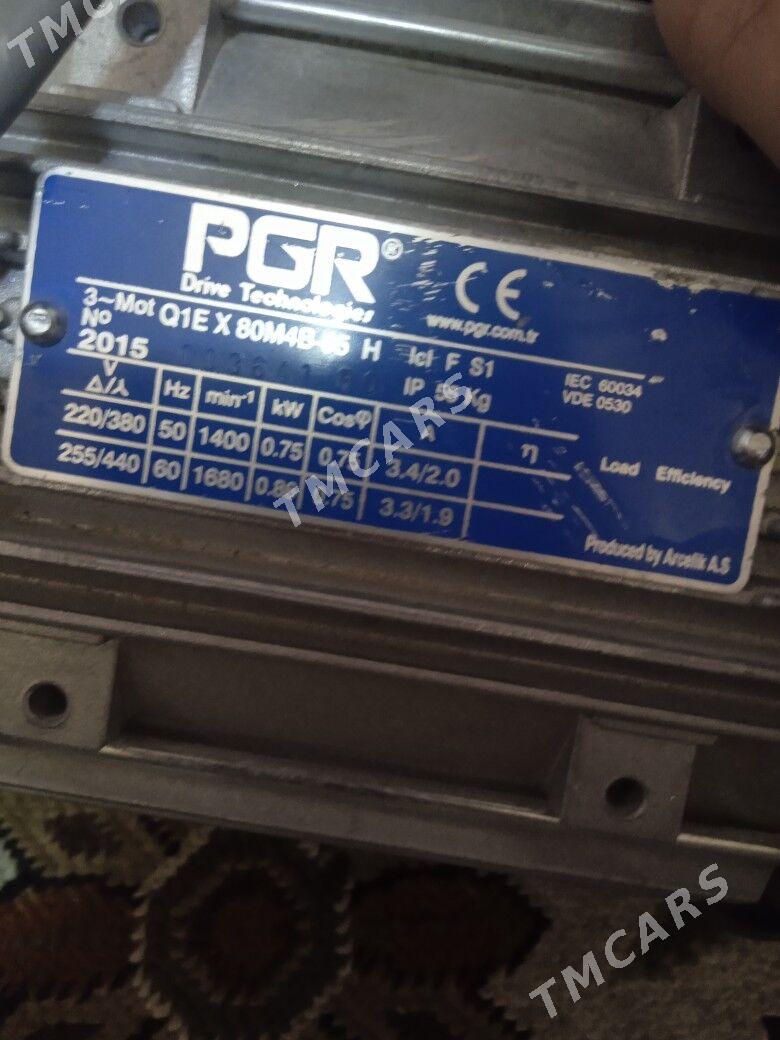 TMCARS
PGR®
Drive Technologies
CE
www.pgr.com.tr
3~Mot Q1E X 80M4B H Icl F S1 IEC 60034
No IP 55 Kg VDE 0530
2015
V Δ/⅄ Hz min⁻¹ kW Cosφ A η
220/380 50 1400 0.75 3.4/2.0
255/440 60 1680 3.3/1.9
Load Efficiency
Produced by Arcelik A.S
TMCARS
TMCARS